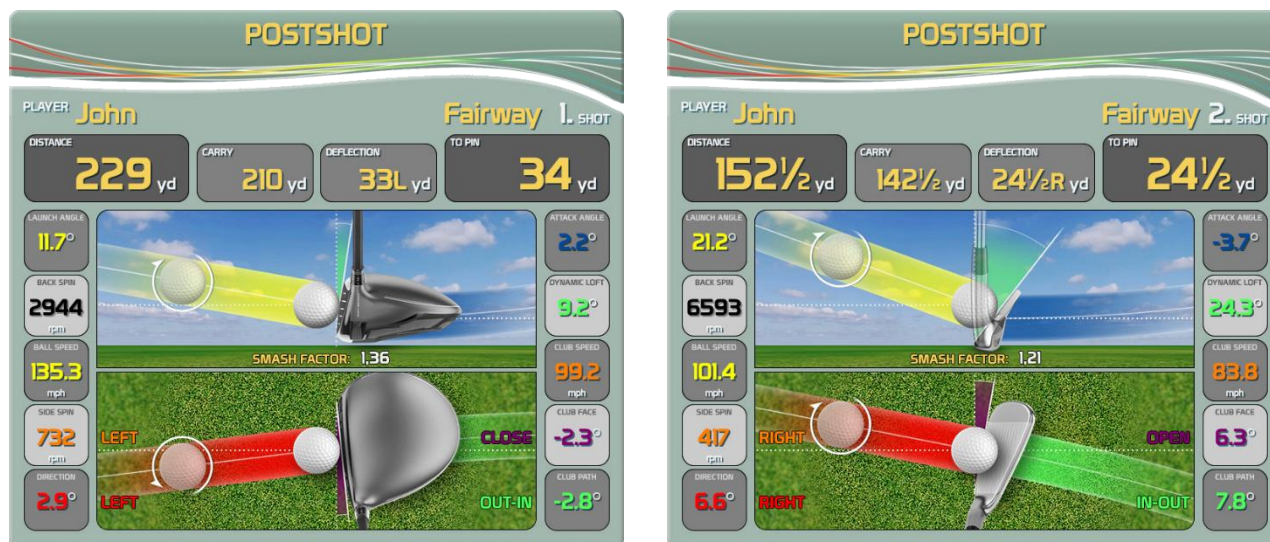 POSTSHOT
PLAYER John Fairway 1. SHOT
DISTANCE CARRY DEFLECTION TO PIN
229 yd 210 yd 33L yd 34 yd
LAUNCH ANGLE
11.7°
BACK SPIN
2944
rpm
BALL SPEED
135.3
mph
SIDE SPIN
732
rpm
DIRECTION
2.9°
SMASH FACTOR: 1,36
LEFT CLOSE
LEFT OUT-IN
ATTACK ANGLE
2.2°
DYNAMIC LOFT
9.2°
CLUB SPEED
99.2
mph
CLUB FACE
-2.3°
CLUB PATH
-2.8°
POSTSHOT
PLAYER John Fairway 2. SHOT
DISTANCE CARRY DEFLECTION TO PIN
152½ yd 142½ yd 24½R yd 24½ yd
LAUNCH ANGLE
21.2°
BACK SPIN
6593
rpm
BALL SPEED
101.4
mph
SIDE SPIN
417
rpm
DIRECTION
6.6°
SMASH FACTOR: 1,21
RIGHT OPEN
RIGHT IN-OUT
ATTACK ANGLE
-3.7°
DYNAMIC LOFT
24.3°
CLUB SPEED
83.8
mph
CLUB FACE
6.3°
CLUB PATH
7.8°